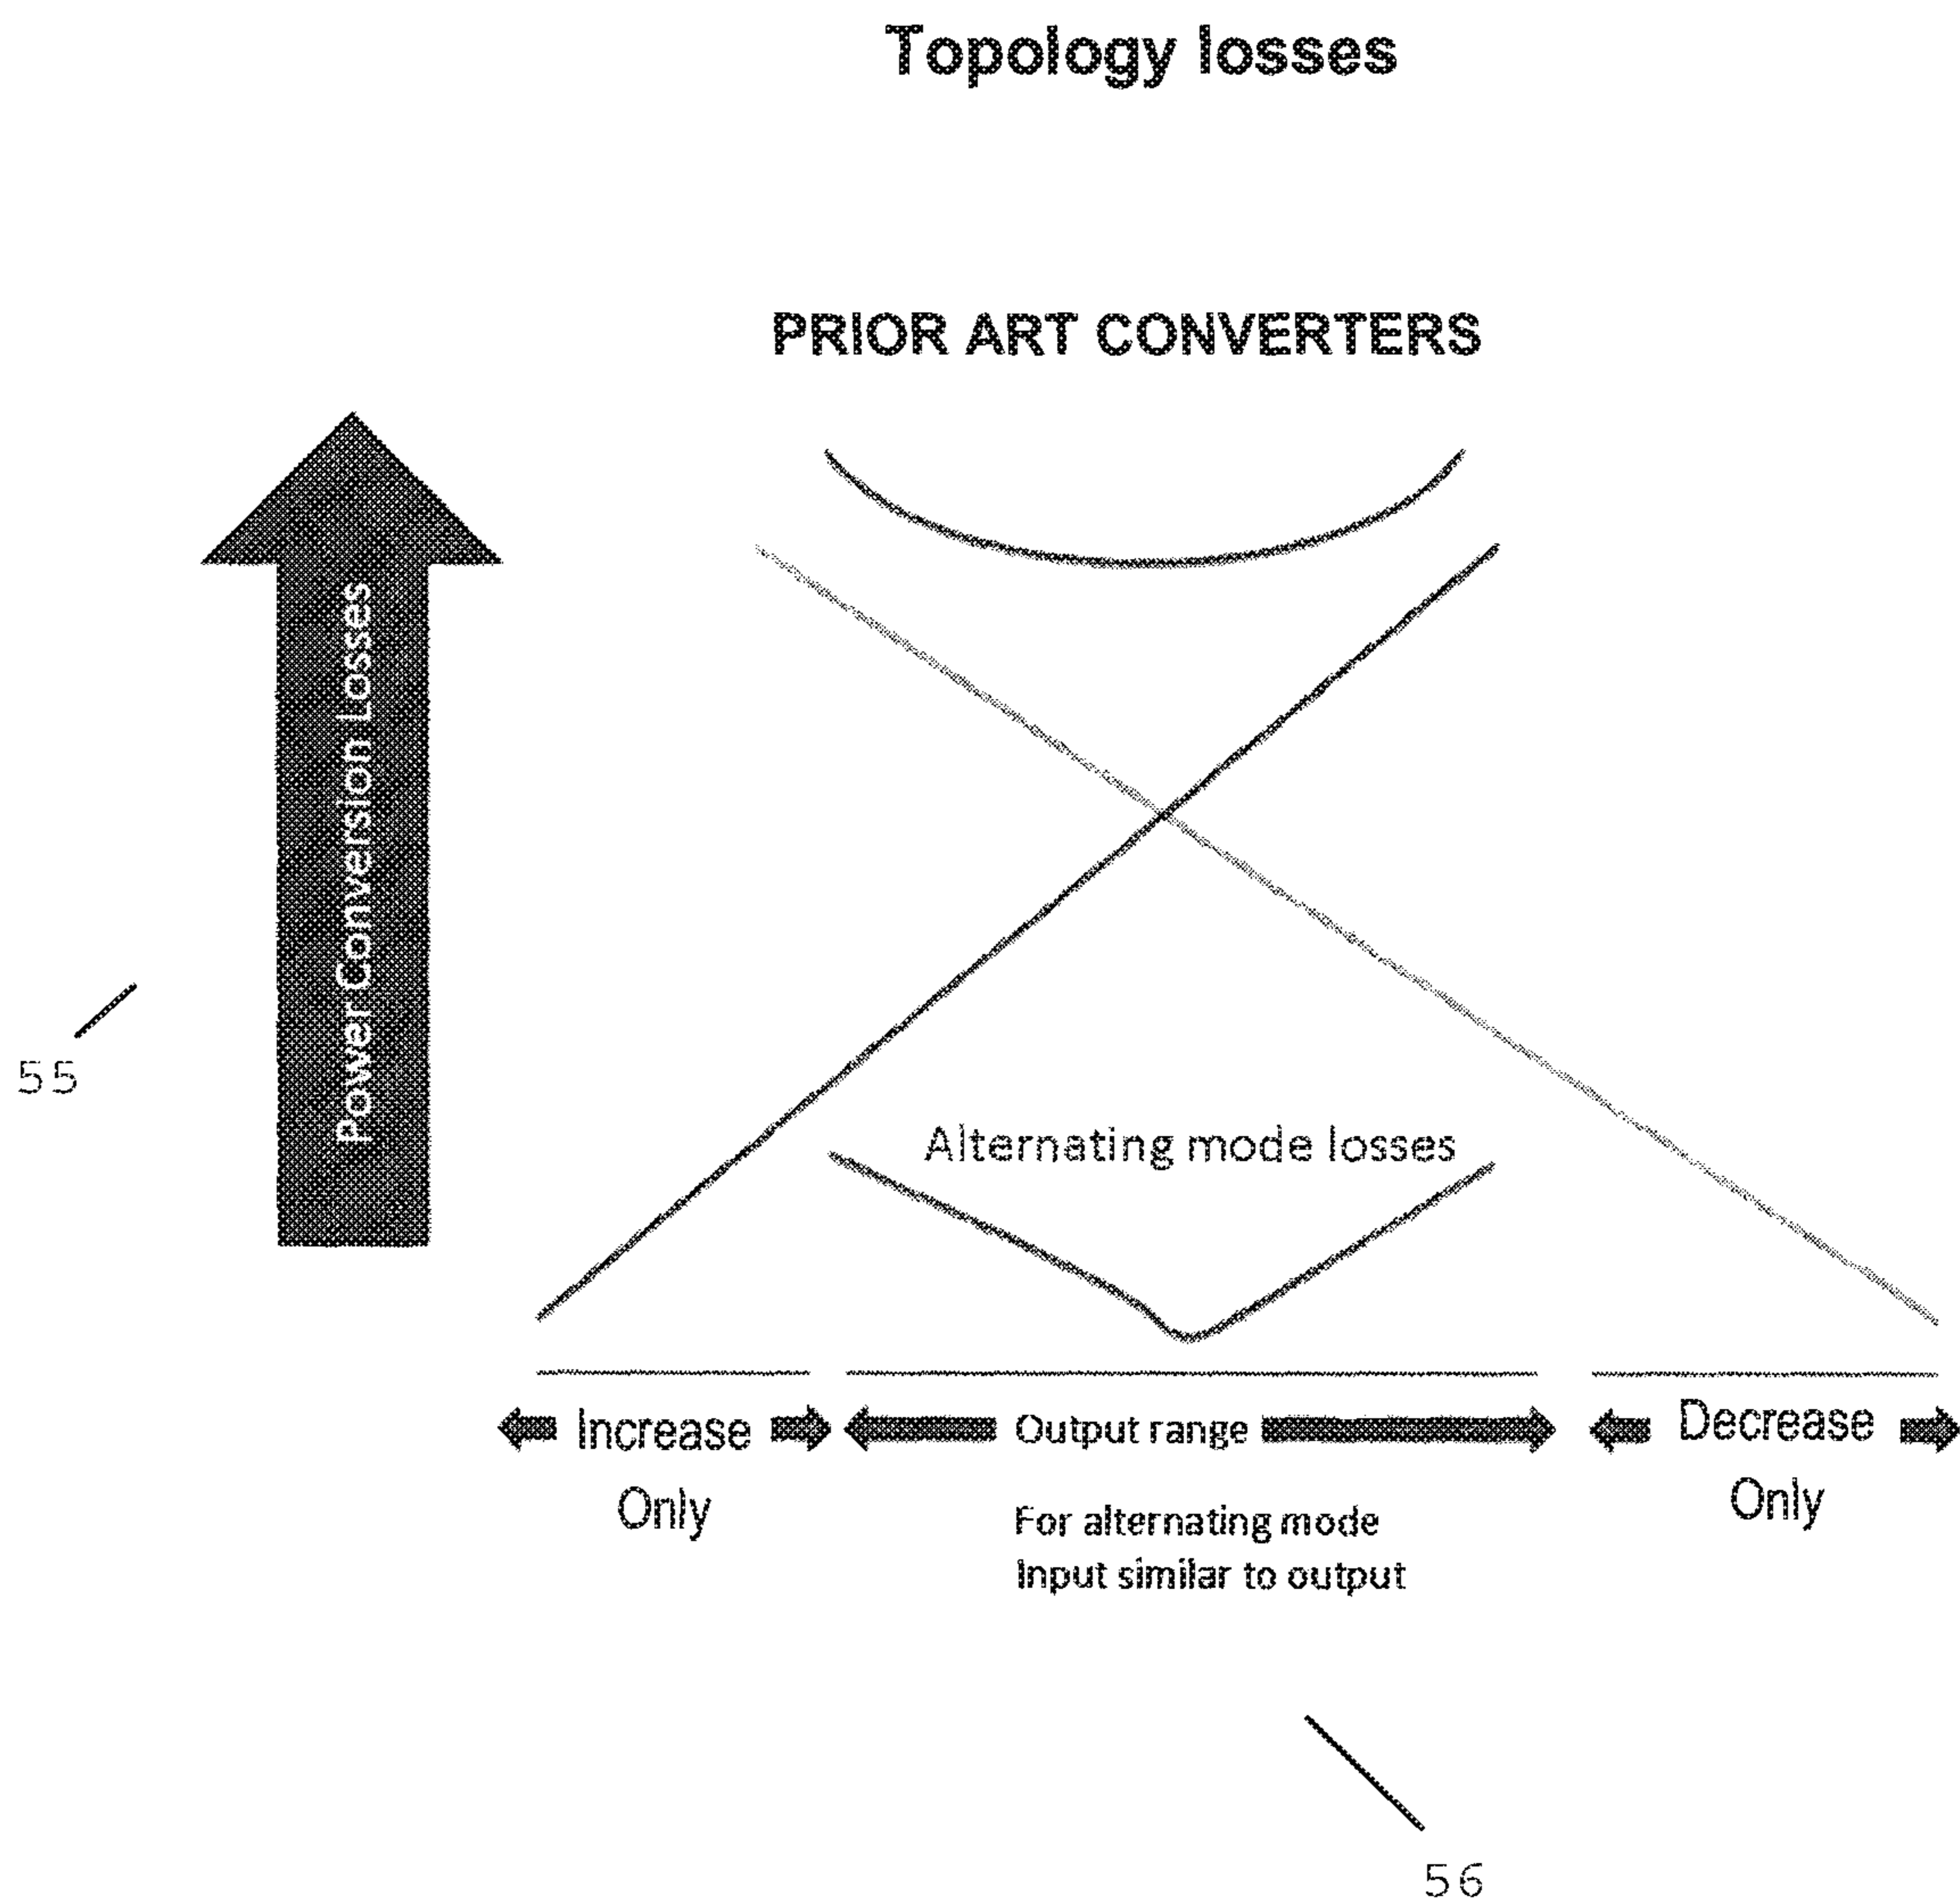 Topology losses
PRIOR ART CONVERTERS
Power Conversion Losses
55
Alternating mode losses
Increase
Only
Output range
For alternating mode
Input similar to output
Decrease
Only
56